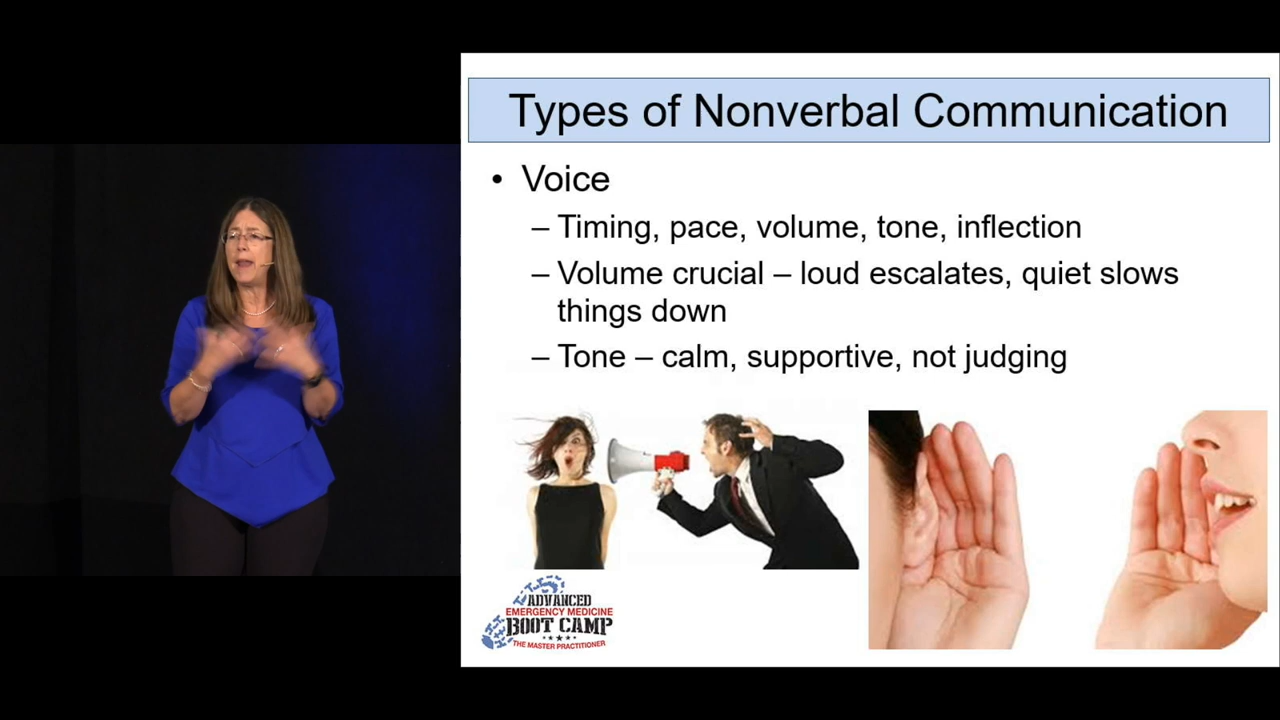 Types of Nonverbal Communication
• Voice
– Timing, pace, volume, tone, inflection
– Volume crucial – loud escalates, quiet slows
things down
– Tone – calm, supportive, not judging
ADVANCED
EMERGENCY MEDICINE
BOOT CAMP
THE MASTER PRACTITIONER